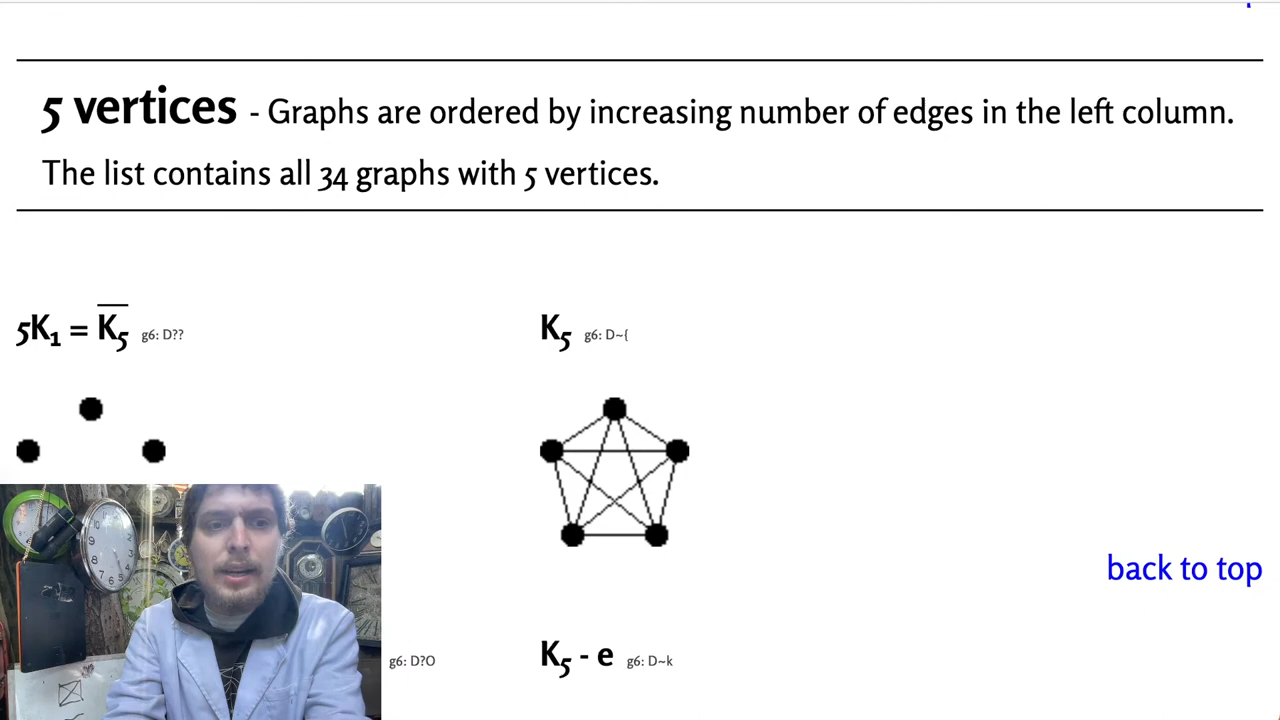 5 vertices - Graphs are ordered by increasing number of edges in the left column.
The list contains all 34 graphs with 5 vertices.
5K₁ = K̅₅ g6: D??
K₅ g6: D~{
back to top
g6: D?O
K₅ - e g6: D~k